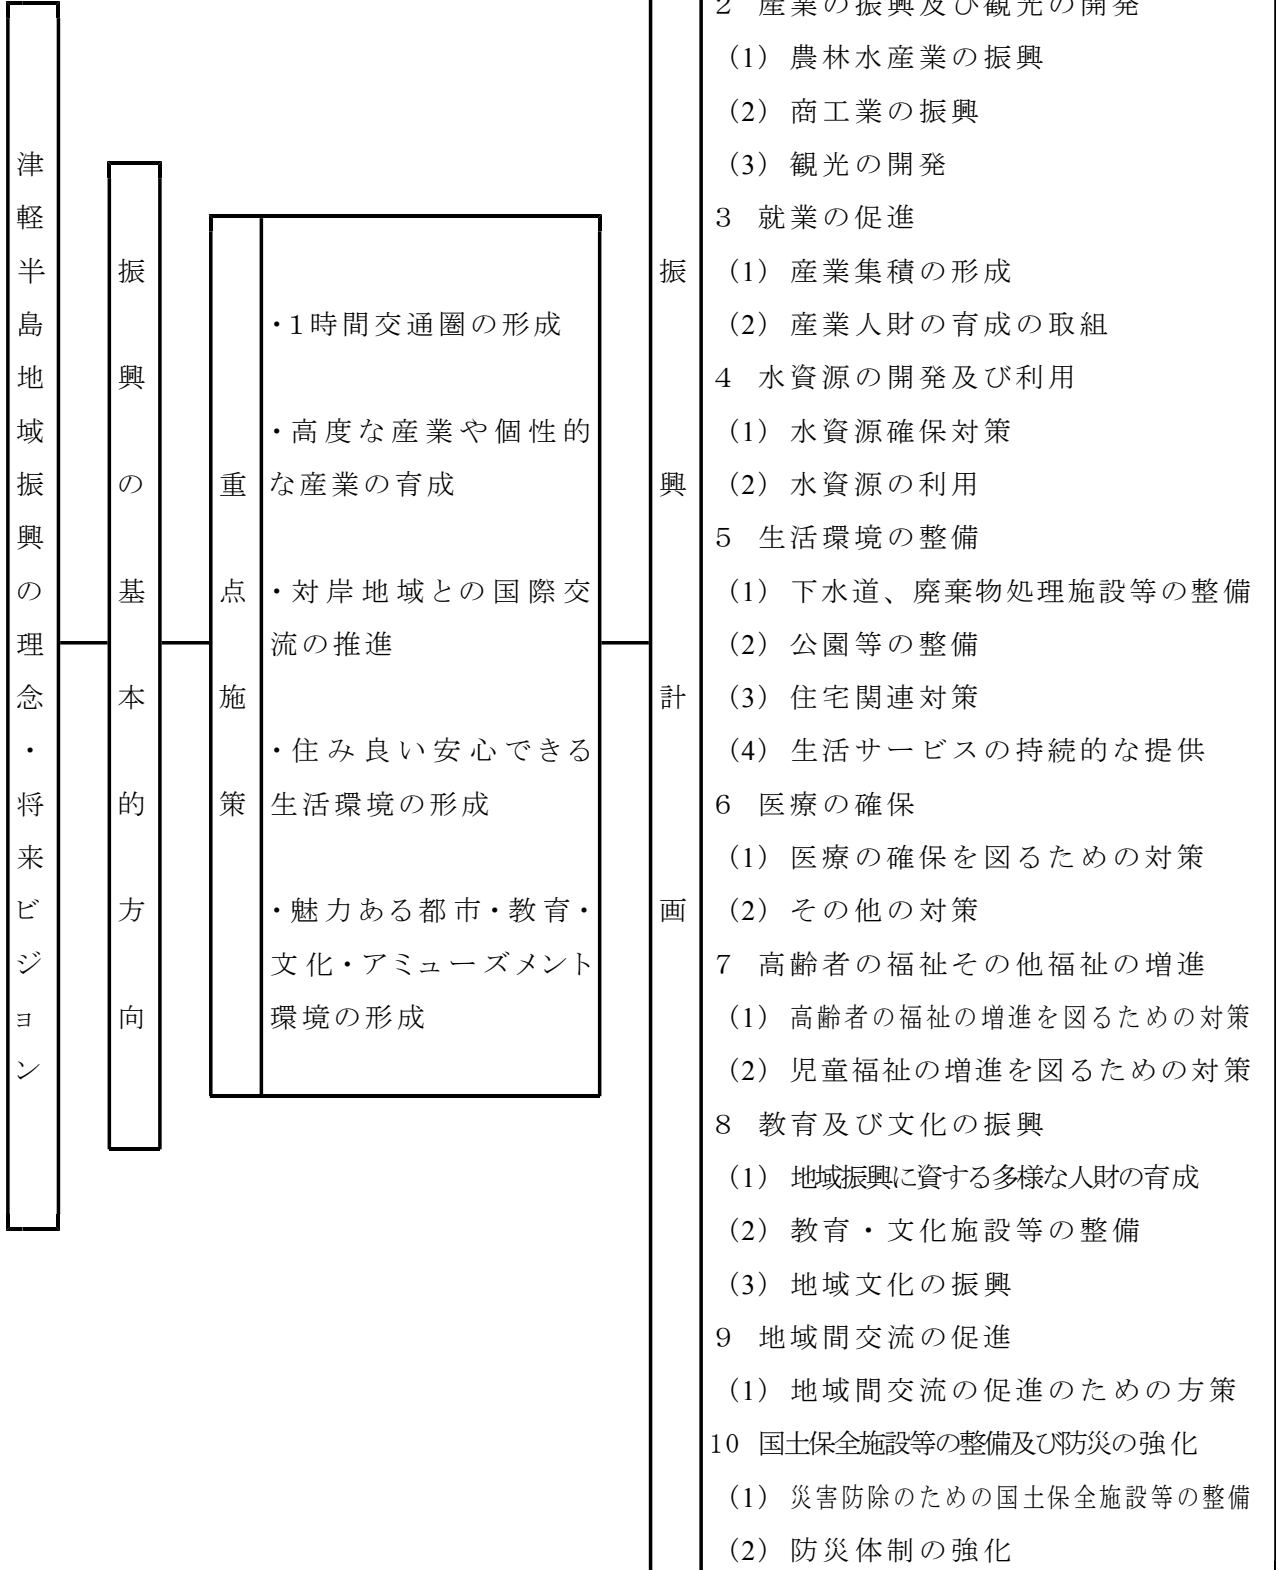 津軽半島地域振興の理念・将来ビジョン
振興の基本的方向
重点施策
・1時間交通圏の形成
・高度な産業や個性的
な産業の育成
・対岸地域との国際交
流の推進
・住み良い安心できる
生活環境の形成
・魅力ある都市・教育・
文化・アミューズメント
環境の形成
振興計画
2 産業の振興及び観光の開発
(1) 農林水産業の振興
(2) 商工業の振興
(3) 観光の開発
3 就業の促進
(1) 産業集積の形成
(2) 産業人財の育成の取組
4 水資源の開発及び利用
(1) 水資源確保対策
(2) 水資源の利用
5 生活環境の整備
(1) 下水道、廃棄物処理施設等の整備
(2) 公園等の整備
(3) 住宅関連対策
(4) 生活サービスの持続的な提供
6 医療の確保
(1) 医療の確保を図るための対策
(2) その他の対策
7 高齢者の福祉その他福祉の増進
(1) 高齢者の福祉の増進を図るための対策
(2) 児童福祉の増進を図るための対策
8 教育及び文化の振興
(1) 地域振興に資する多様な人財の育成
(2) 教育・文化施設等の整備
(3) 地域文化の振興
9 地域間交流の促進
(1) 地域間交流の促進のための方策
10 国土保全施設等の整備及び防災の強化
(1) 災害防除のための国土保全施設等の整備
(2) 防災体制の強化